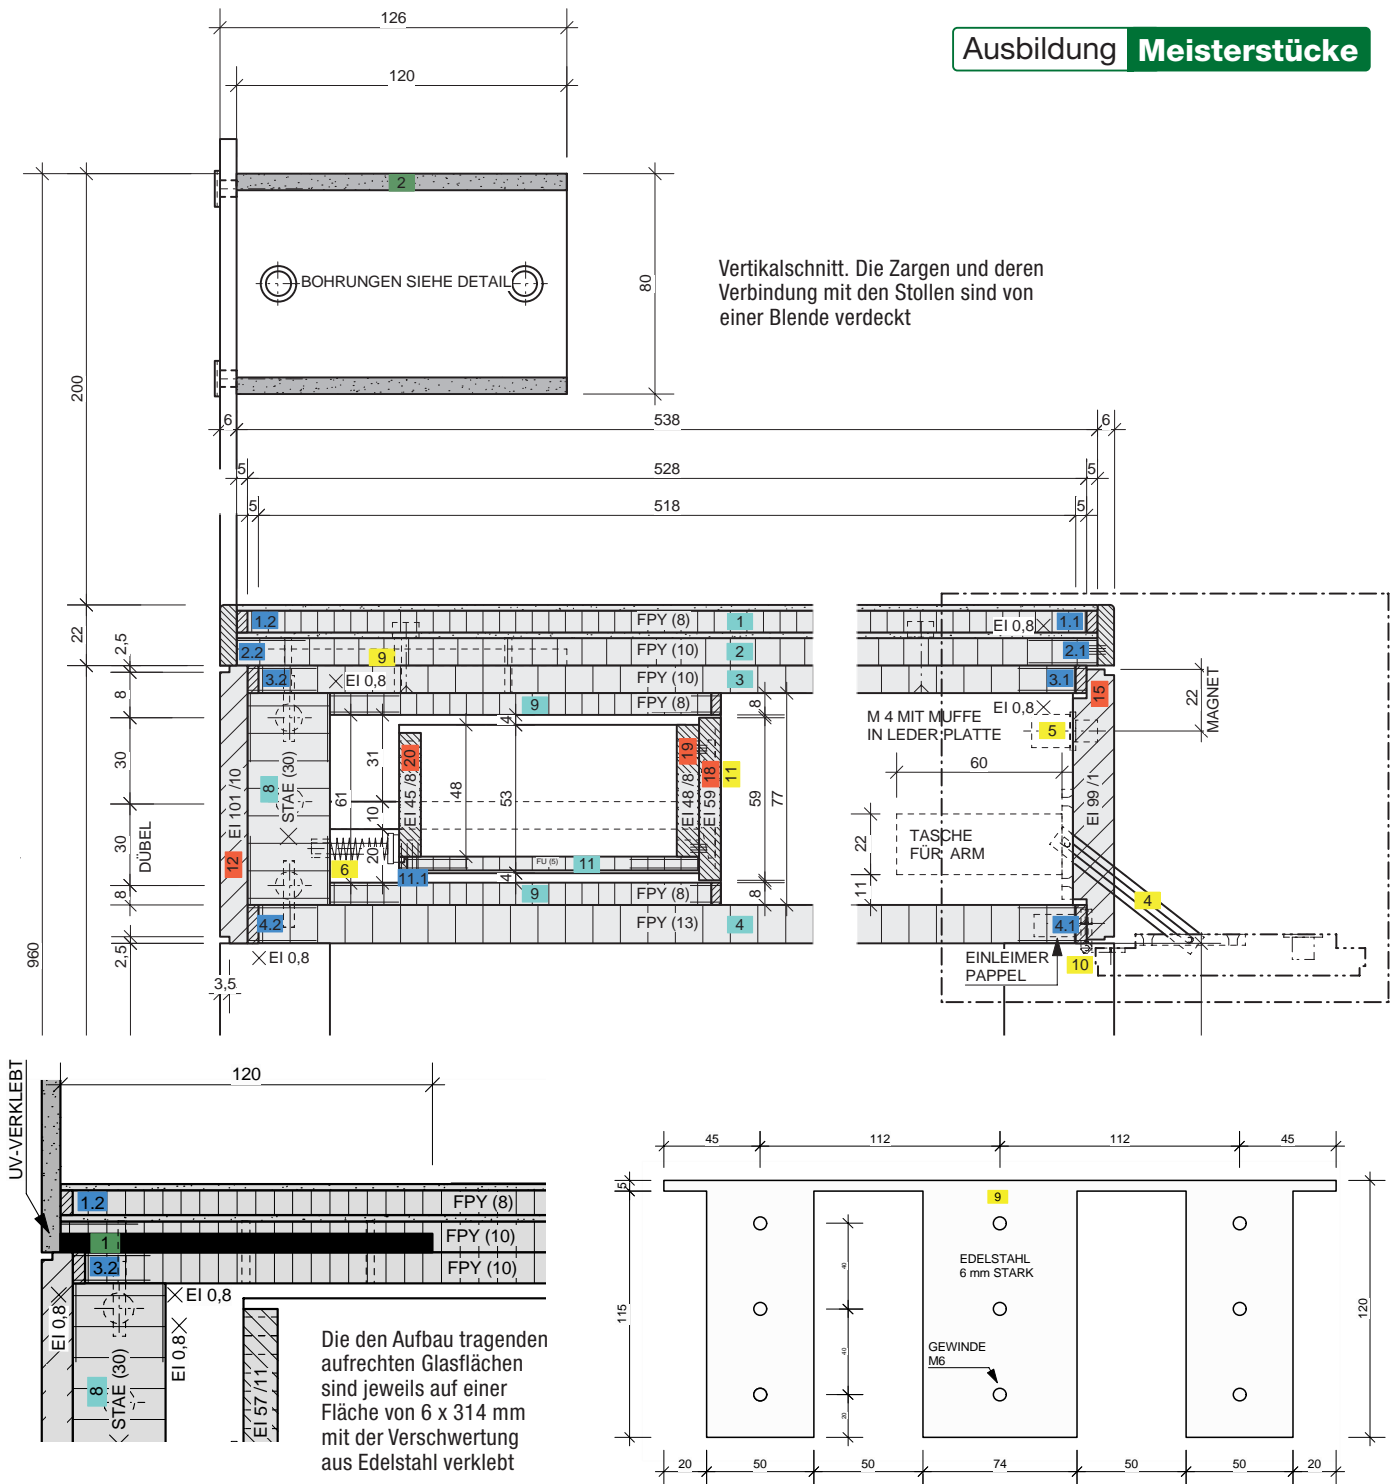 126
Ausbildung Meisterstücke
120
2
BOHRUNGEN SIEHE DETAIL
80
Vertikalschnitt. Die Zargen und deren
Verbindung mit den Stollen sind von
einer Blende verdeckt
200
6 538 6
5 528 5
5 518 5
22
2,5
1.2 FPY (8) 1 EI 0,8 1.1
2.2 9 FPY (10) 2 2.1
3.2 EI 0,8 FPY (10) 3 3.1 15
8 9 FPY (8) 4 8 EI 0,8
M 4 MIT MUFFE
IN LEDER PLATTE
5
22
MAGNET
30
31
20
19
18
11
60
EI 101 /10
8
STAE (30)
61
10
EI 45 /8
48
53
EI 48 /8
EI 59
59
77
EI 99 /1
30
DÜBEL
20
22
TASCHE
FÜR ARM
12
6
FU (5) 11
11.1
4
8
9 FPY (8)
8
11
4
4.2 FPY (13) 4 4.1
2,5
EI 0,8
EINLEIMER
PAPPEL
10
960
3,5
UV-VERKLEBT
120
45 112 112 45
1.2 FPY (8)
1 FPY (10)
3.2 FPY (10)
EI 0,8
EI 0,8
EI 0,8
8
STAE (30)
EI 57 /11
Die den Aufbau tragenden
aufrechten Glasflächen
sind jeweils auf einer
Fläche von 6 x 314 mm
mit der Verschwertung
aus Edelstahl verklebt
5
9
40
EDELSTAHL
6 mm STARK
115
120
40
GEWINDE
M6
20
20 50 50 74 50 50 20